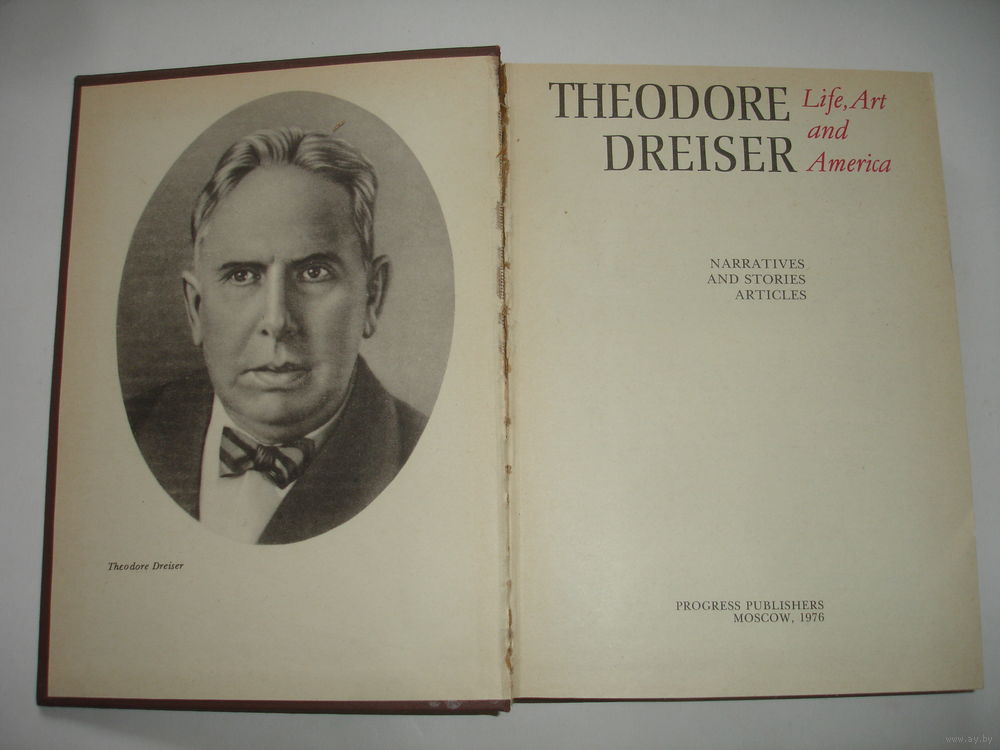 Theodore Dreiser
THEODORE
DREISER
Life, Art
and
America
NARRATIVES
AND STORIES
ARTICLES
PROGRESS PUBLISHERS
MOSCOW, 1976
www.ay.by